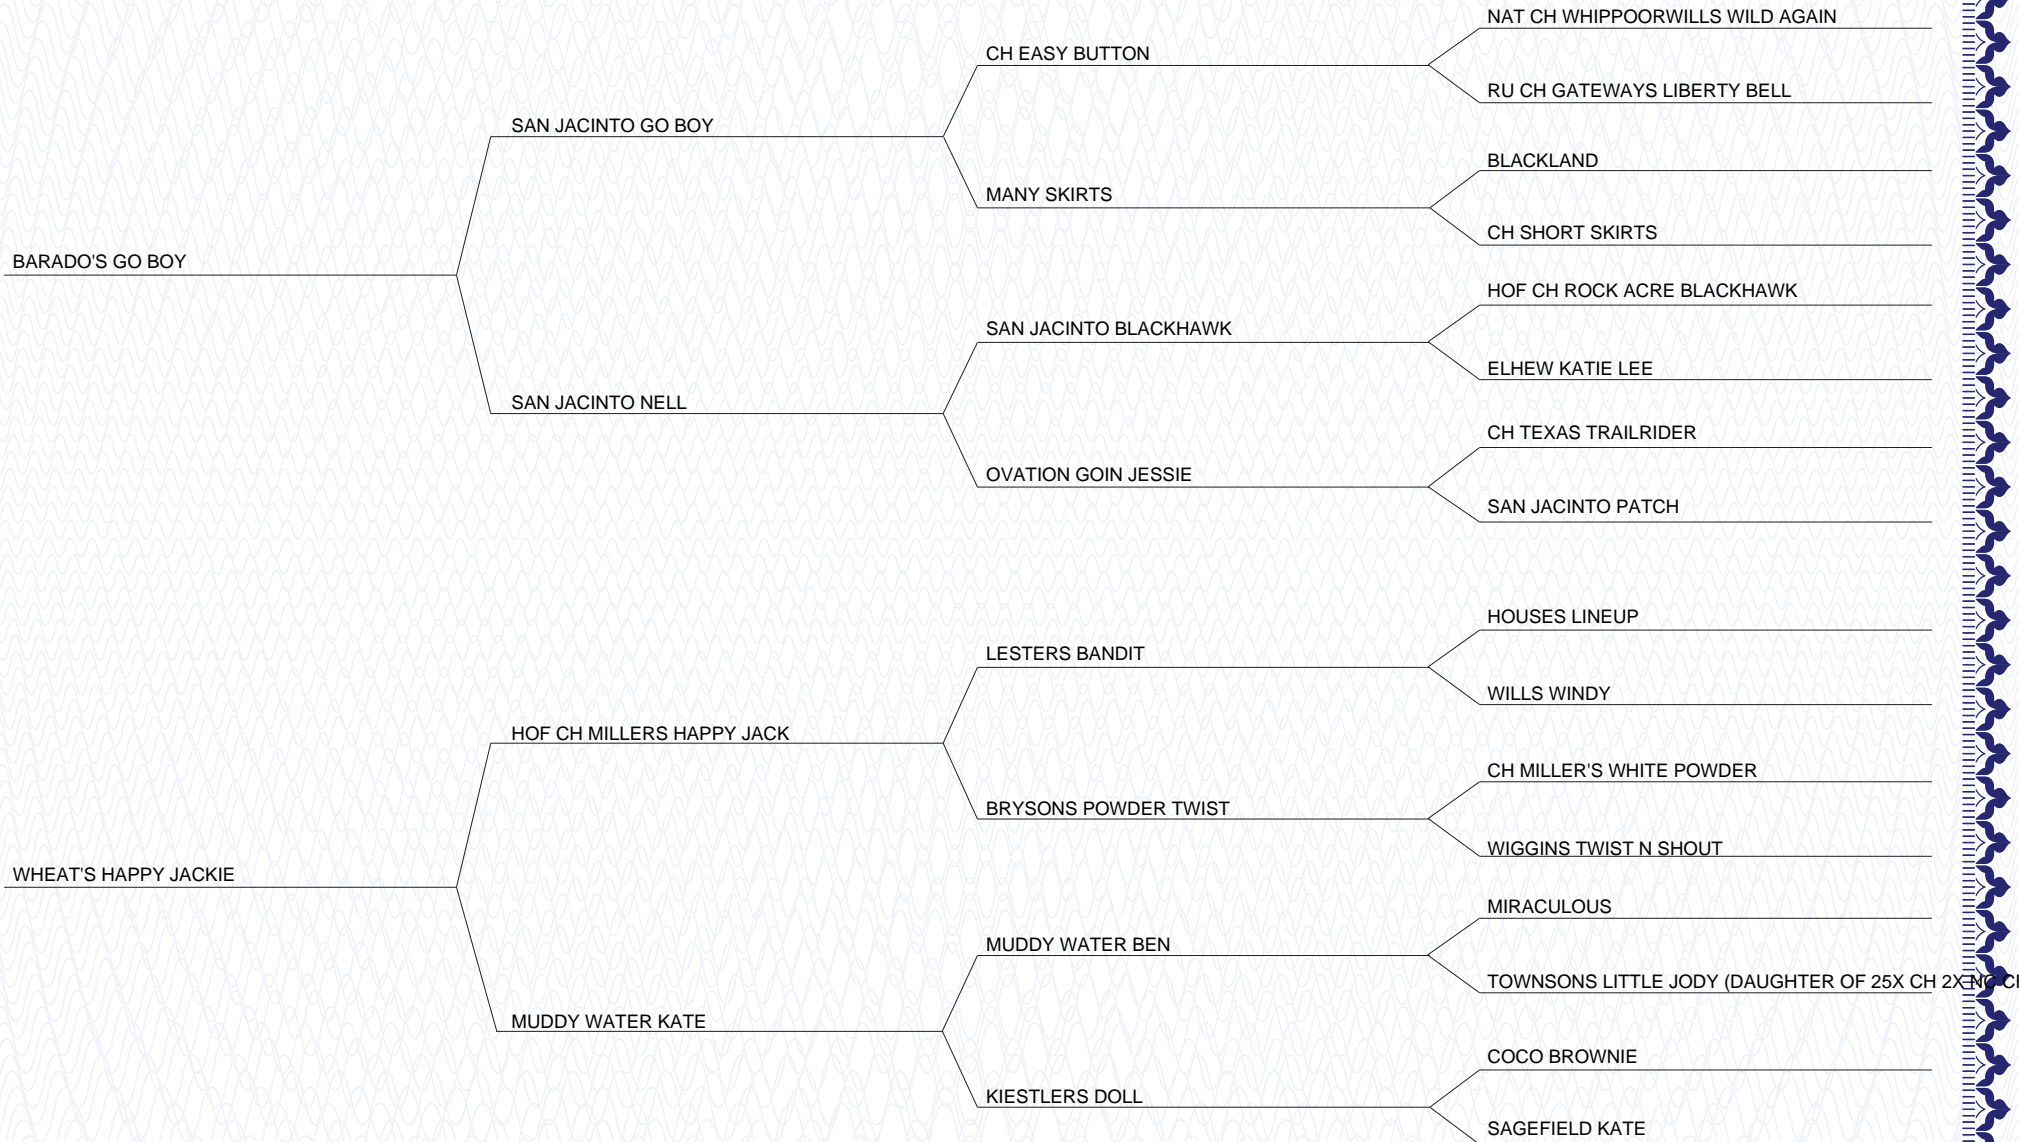 NAT CH WHIPPOORWILLS WILD AGAIN
CH EASY BUTTON
RU CH GATEWAYS LIBERTY BELL
SAN JACINTO GO BOY
BLACKLAND
MANY SKIRTS
CH SHORT SKIRTS
BARADO'S GO BOY
HOF CH ROCK ACRE BLACKHAWK
SAN JACINTO BLACKHAWK
ELHEW KATIE LEE
SAN JACINTO NELL
CH TEXAS TRAILRIDER
OVATION GOIN JESSIE
SAN JACINTO PATCH
HOUSES LINEUP
LESTERS BANDIT
WILLS WINDY
HOF CH MILLERS HAPPY JACK
CH MILLER'S WHITE POWDER
BRYSONS POWDER TWIST
WIGGINS TWIST N SHOUT
WHEAT'S HAPPY JACKIE
MIRACULOUS
MUDDY WATER BEN
TOWNSONS LITTLE JODY (DAUGHTER OF 25X CH 2X NC
MUDDY WATER KATE
COCO BROWNIE
KIESTLERS DOLL
SAGEFIELD KATE